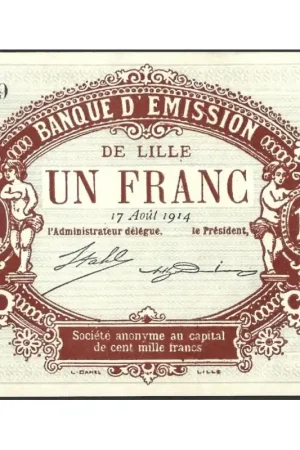 9
BANQUE D'EMISSION
DE LILLE
UN FRANC
17 Août 1914
l'Administrateur délégué. le Président,
Société anonyme au capital
de cent mille francs
L. DANEL LILLE